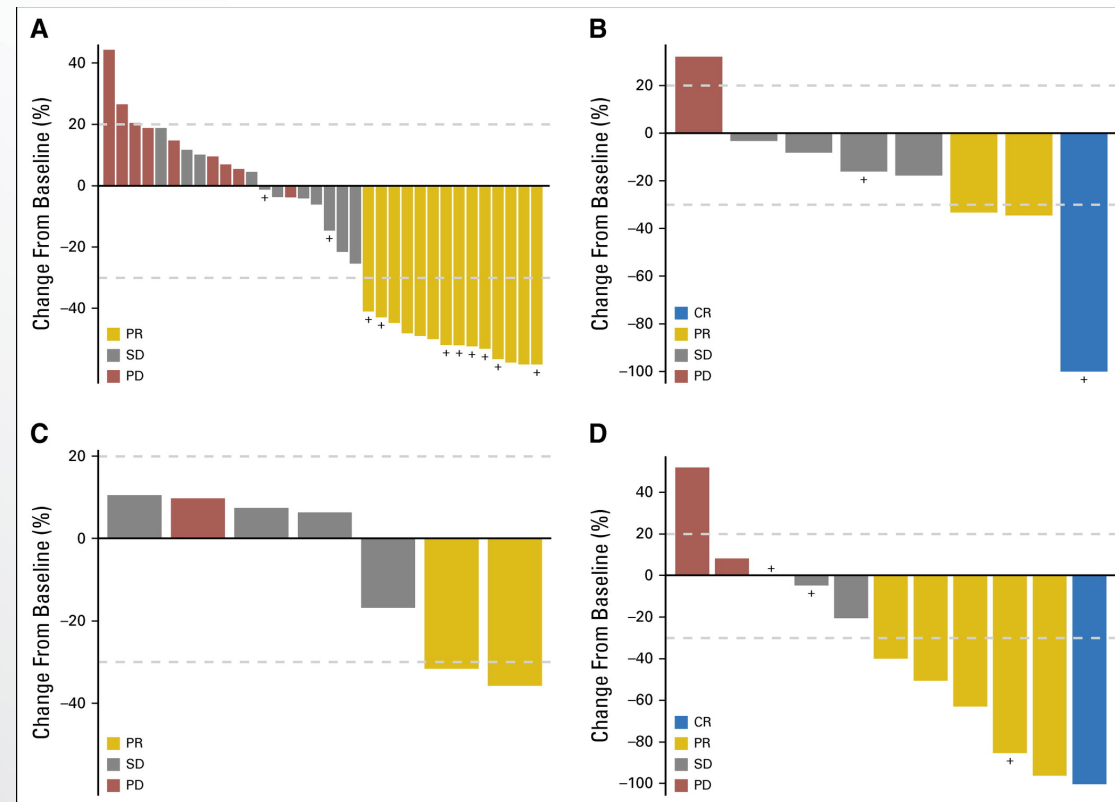 A
Change From Baseline (%)
40
20
0
−20
−40
+
+
+
+
+
+
+
+
+
+
PR
SD
PD
B
Change From Baseline (%)
20
0
−20
−40
−60
−80
−100
+
+
CR
PR
SD
PD
C
Change From Baseline (%)
20
0
−20
−40
PR
SD
PD
D
Change From Baseline (%)
40
20
0
−20
−40
−60
−80
−100
+
+
+
CR
PR
SD
PD